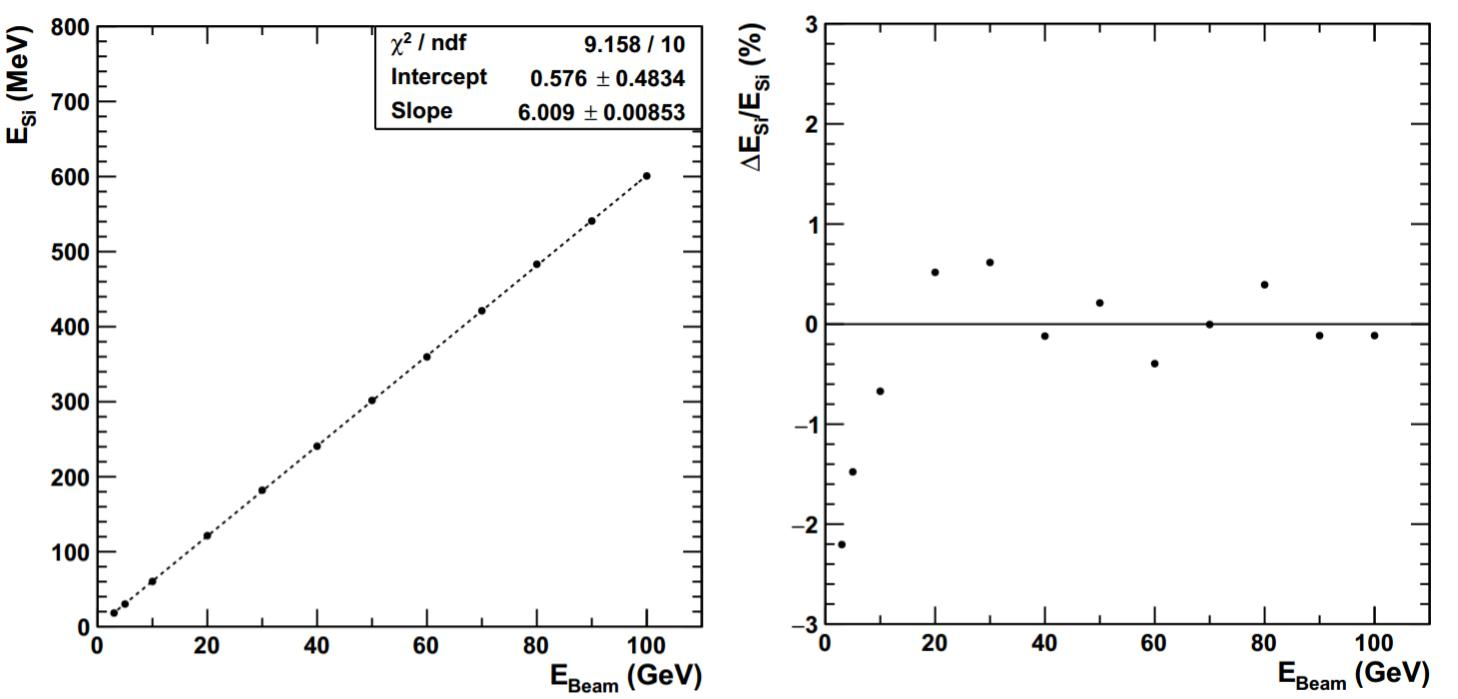 E_Si (MeV)
800
700
600
500
400
300
200
100
0
χ² / ndf 9.158 / 10
Intercept 0.576 ± 0.4834
Slope 6.009 ± 0.00853
0 20 40 60 80 100
E_Beam (GeV)
ΔE_Si/E_Si (%)
3
2
1
0
−1
−2
−3
0 20 40 60 80 100
E_Beam (GeV)